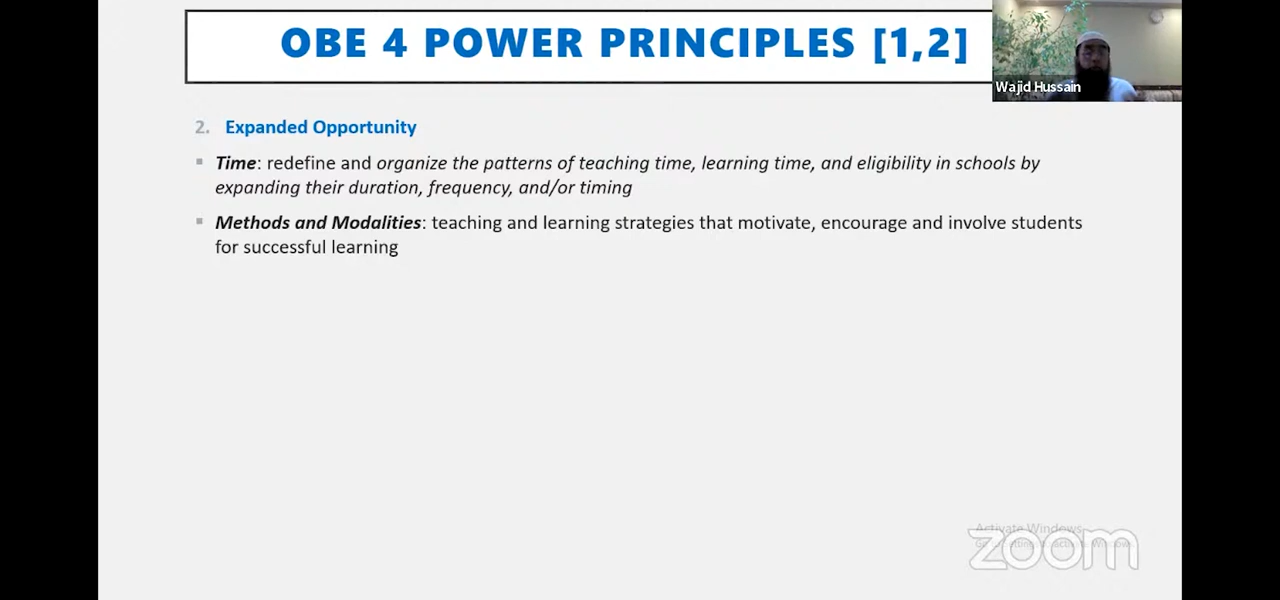 OBE 4 POWER PRINCIPLES [1,2]
Wajid Hussain
2. Expanded Opportunity
▪ Time: redefine and organize the patterns of teaching time, learning time, and eligibility in schools by
expanding their duration, frequency, and/or timing
▪ Methods and Modalities: teaching and learning strategies that motivate, encourage and involve students
for successful learning
Activate Windows
zoom